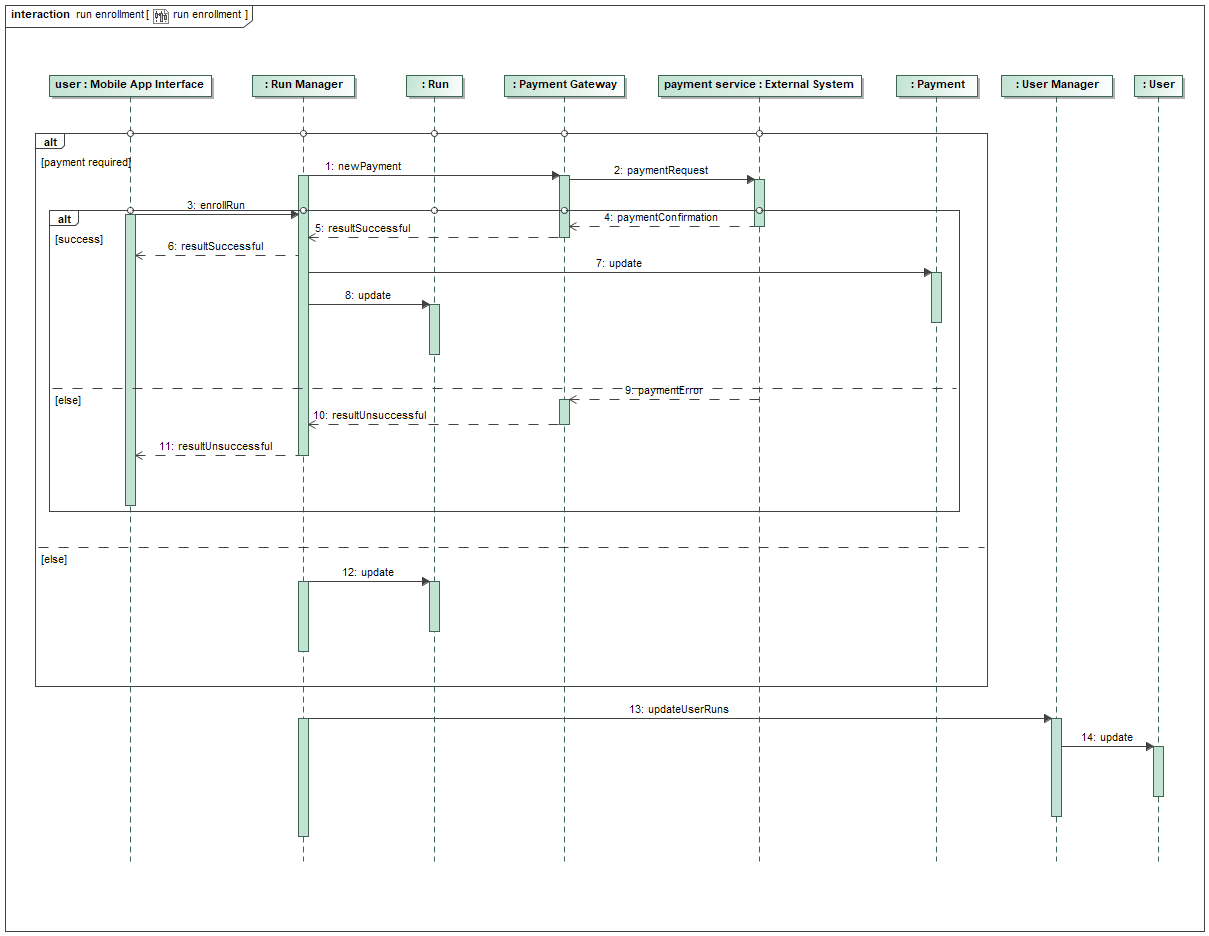 interaction run enrollment [ run enrollment ]
user : Mobile App Interface
: Run Manager
: Run
: Payment Gateway
payment service : External System
: Payment
: User Manager
: User
alt
[payment required]
1: newPayment
2: paymentRequest
3: enrollRun
alt
4: paymentConfirmation
5: resultSuccessful
[success]
6: resultSuccessful
7: update
8: update
9: paymentError
[else]
10: resultUnsuccessful
11: resultUnsuccessful
[else]
12: update
13: updateUserRuns
14: update